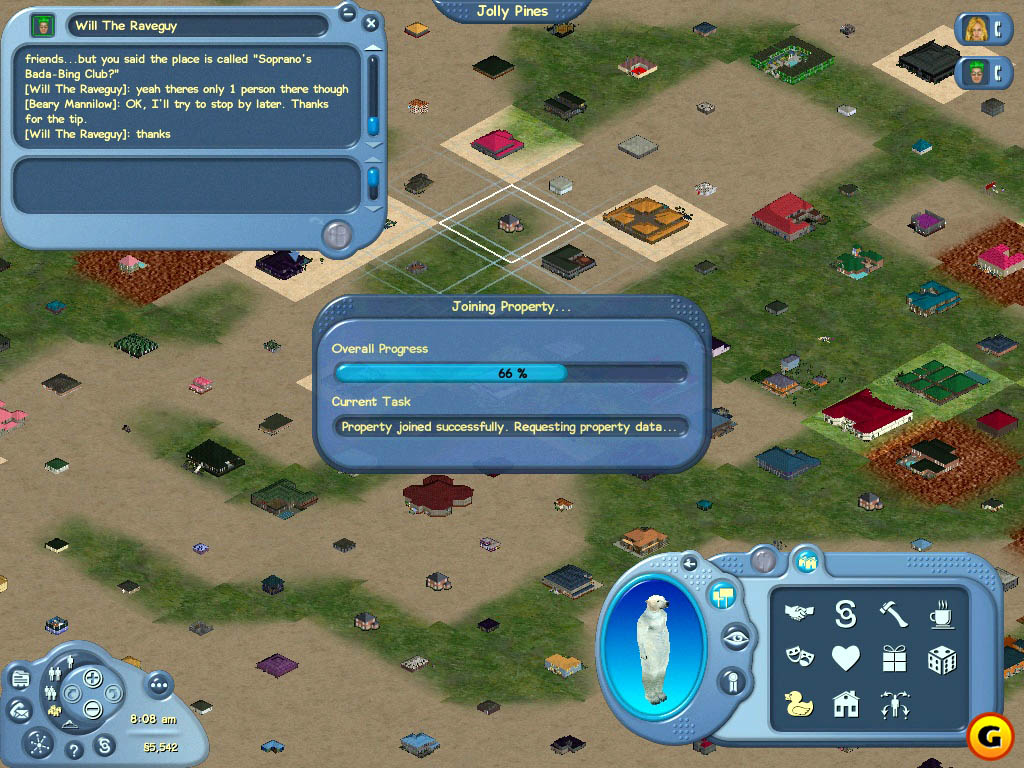 Jolly Pines
Will The Raveguy
friends...but you said the place is called "Soprano's
Bada-Bing Club?"
[Will The Raveguy]: yeah theres only 1 person there though
[Beary Mannilow]: OK, I'll try to stop by later. Thanks
for the tip.
[Will The Raveguy]: thanks
Joining Property...
Overall Progress
66 %
Current Task
Property joined successfully. Requesting property data...
8:08 am
§5,542
?
G